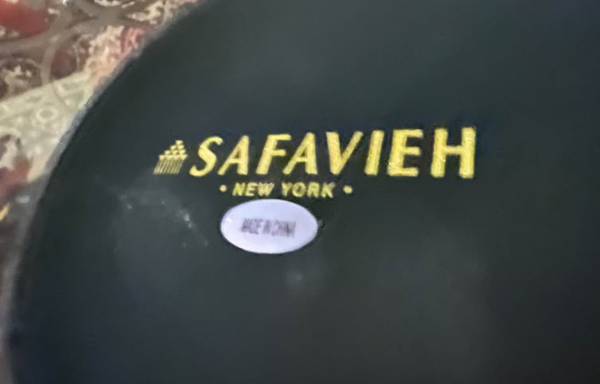 SAFAVIEH
• NEW YORK •
MADE IN CHINA